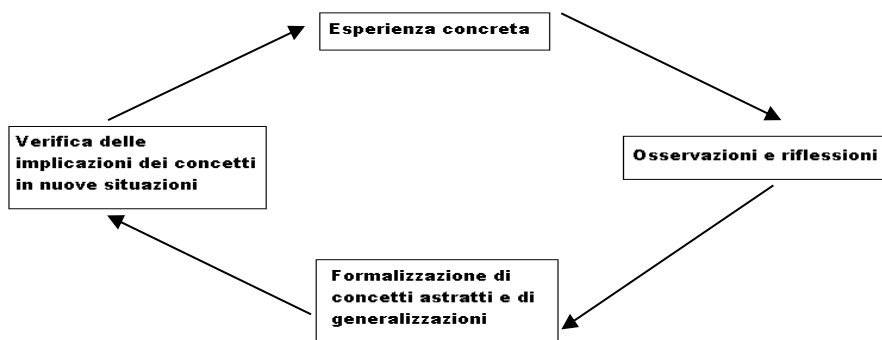 Esperienza concreta
Verifica delle
implicazioni dei concetti
in nuove situazioni
Osservazioni e riflessioni
Formalizzazione di
concetti astratti e di
generalizzazioni